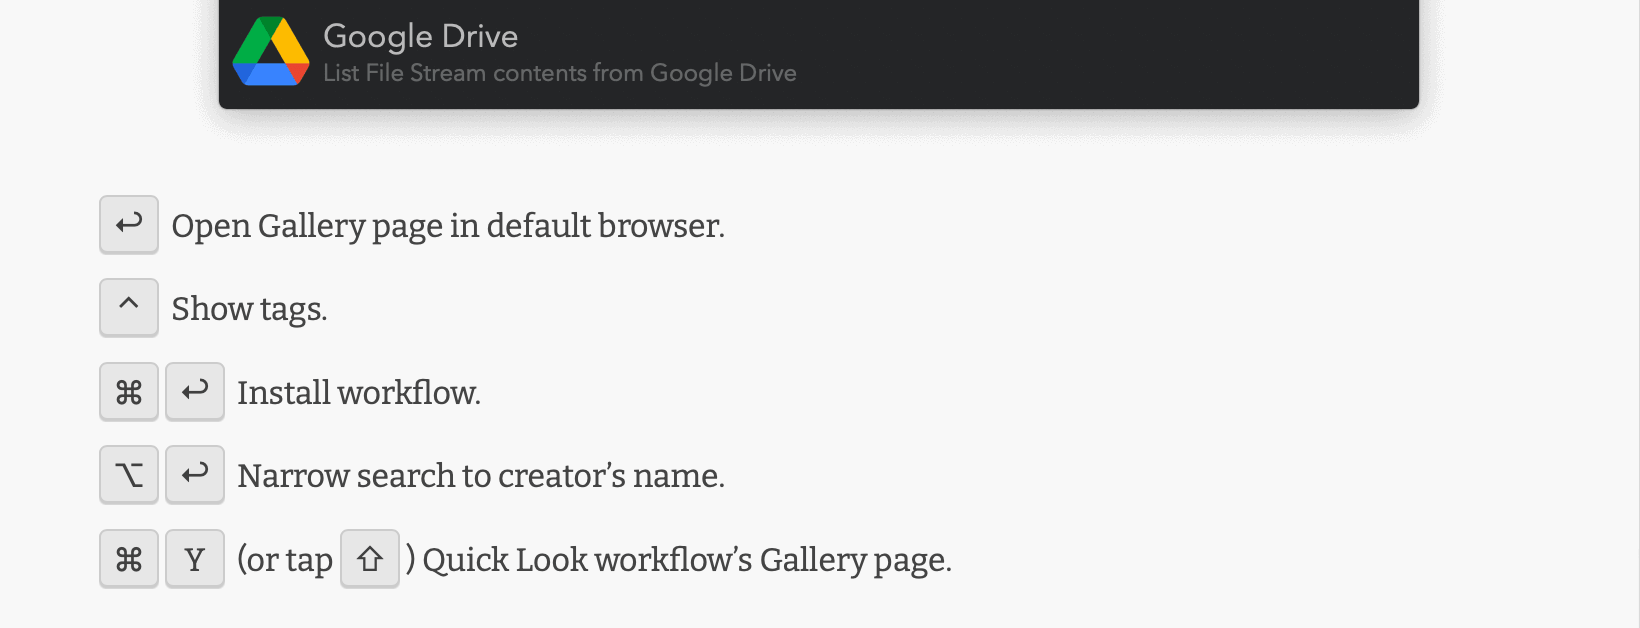 Google Drive
List File Stream contents from Google Drive
↩ Open Gallery page in default browser.
^ Show tags.
⌘ ↩ Install workflow.
⌥ ↩ Narrow search to creator’s name.
⌘ Y (or tap ⇧ ) Quick Look workflow’s Gallery page.